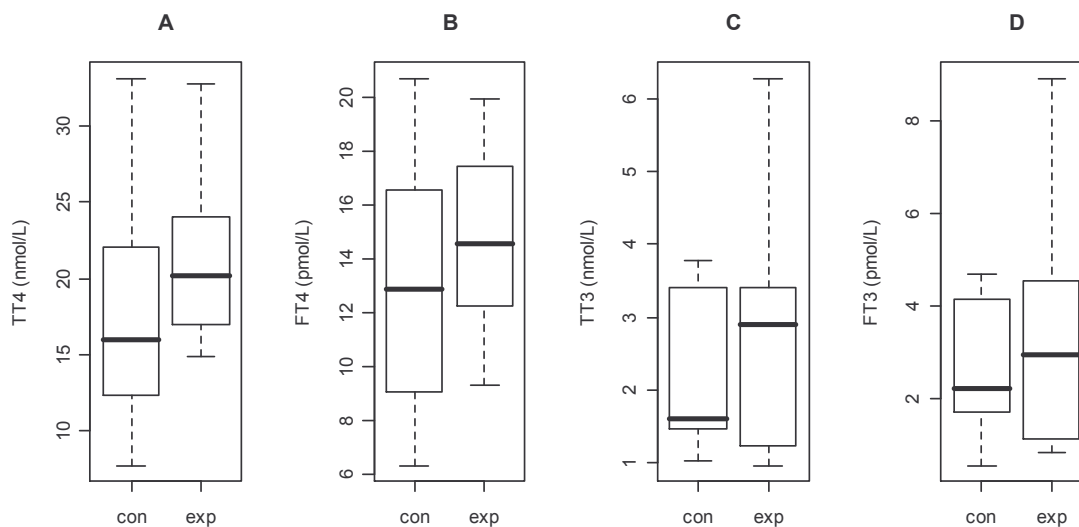 A
TT4 (nmol/L)
30
25
20
15
10
con exp
B
FT4 (pmol/L)
20
18
16
14
12
10
8
6
con exp
C
TT3 (nmol/L)
6
5
4
3
2
1
con exp
D
FT3 (pmol/L)
8
6
4
2
con exp